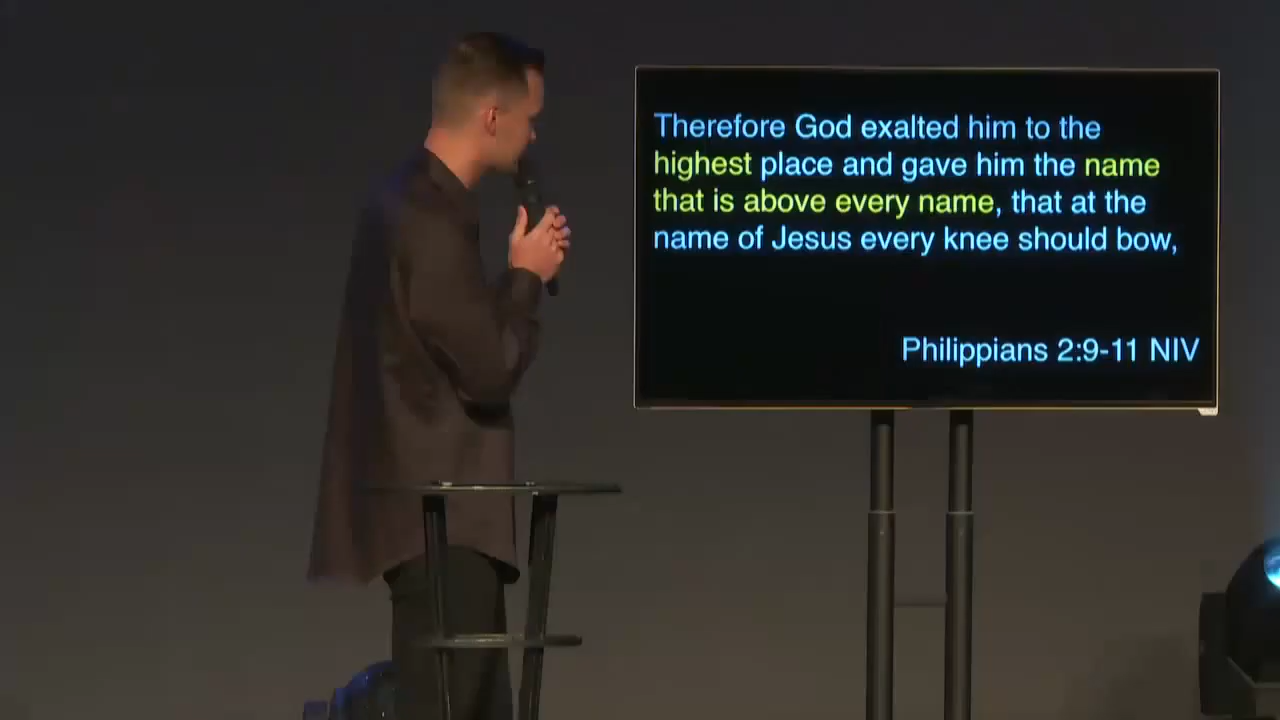 Therefore God exalted him to the
highest place and gave him the name
that is above every name, that at the
name of Jesus every knee should bow,
Philippians 2:9-11 NIV